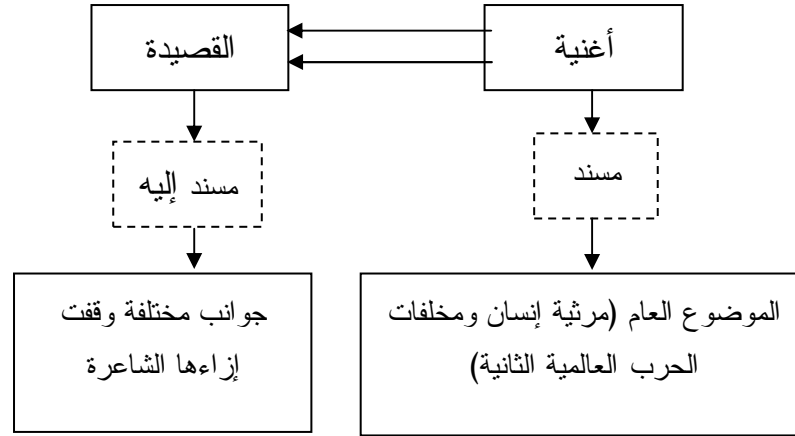 أغنية
القصيدة
مسند
مسند إليه
الموضوع العام (مرثية إنسان ومخلفات
الحرب العالمية الثانية)
جوانب مختلفة وقفت
إزاءها الشاعرة